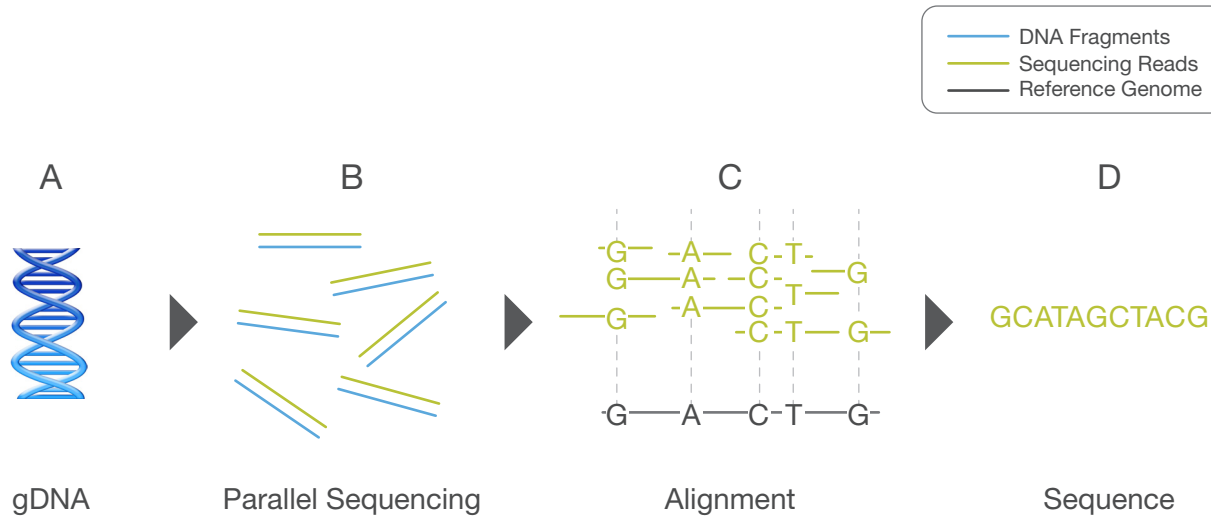 DNA Fragments
Sequencing Reads
Reference Genome
A
B
C
D
G A C T
G A C G
A T
G C
C T G
G A C T G
GCATAGCTACG
gDNA
Parallel Sequencing
Alignment
Sequence